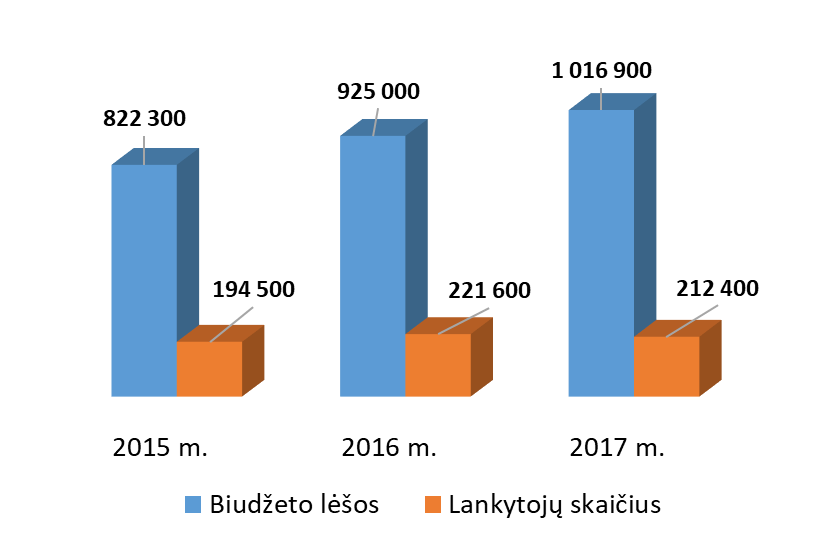 1 016 900
925 000
822 300
194 500
221 600
212 400
2015 m.
2016 m.
2017 m.
Biudžeto lėšos
Lankytojų skaičius